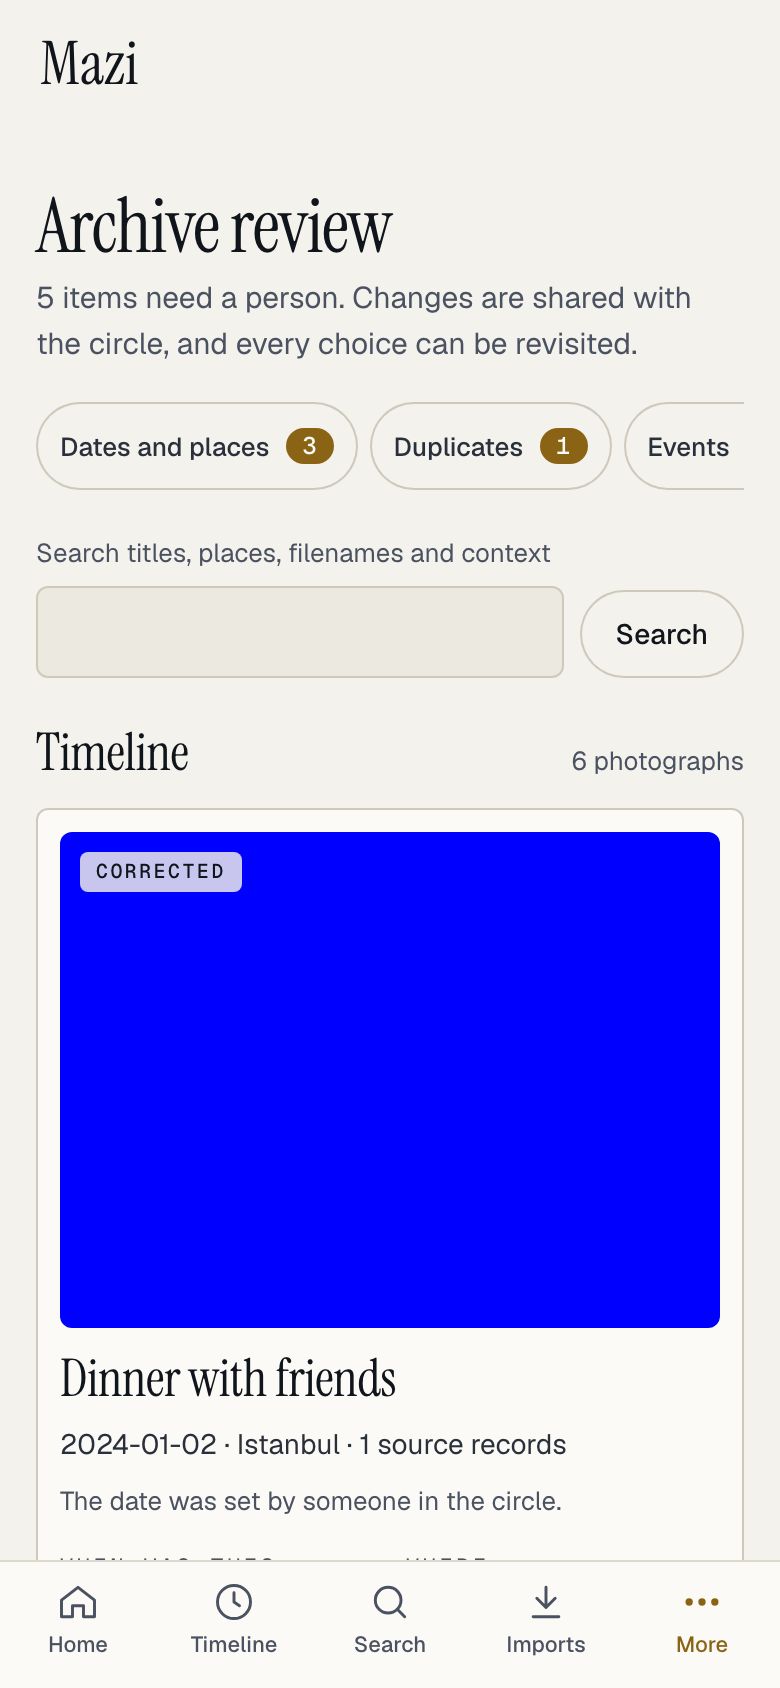 Mazi
Archive review
5 items need a person. Changes are shared with
the circle, and every choice can be revisited.
Dates and places 3 Duplicates 1 Events
Search titles, places, filenames and context
Search
Timeline 6 photographs
CORRECTED
Dinner with friends
2024-01-02 · Istanbul · 1 source records
The date was set by someone in the circle.
Home Timeline Search Imports More